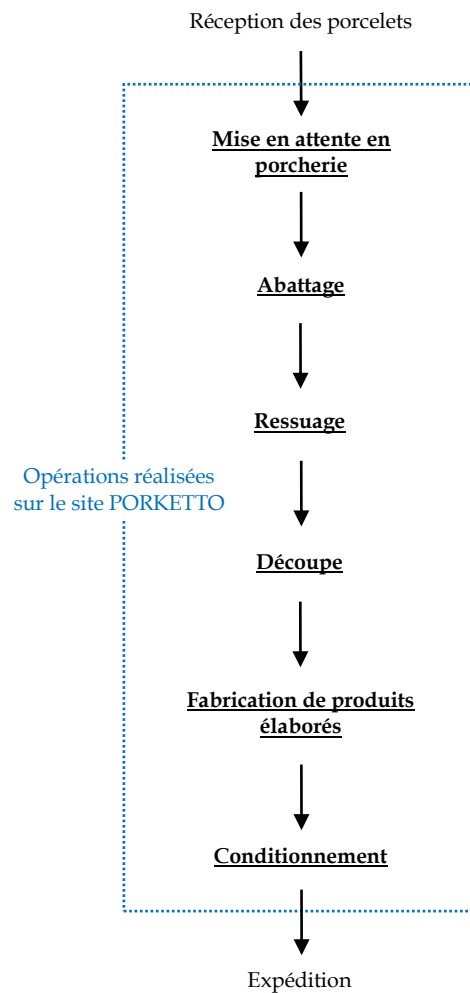 Réception des porcelets
Mise en attente en
porcherie
Abattage
Ressuage
Opérations réalisées
sur le site PORKETTO
Découpe
Fabrication de produits
élaborés
Conditionnement
Expédition